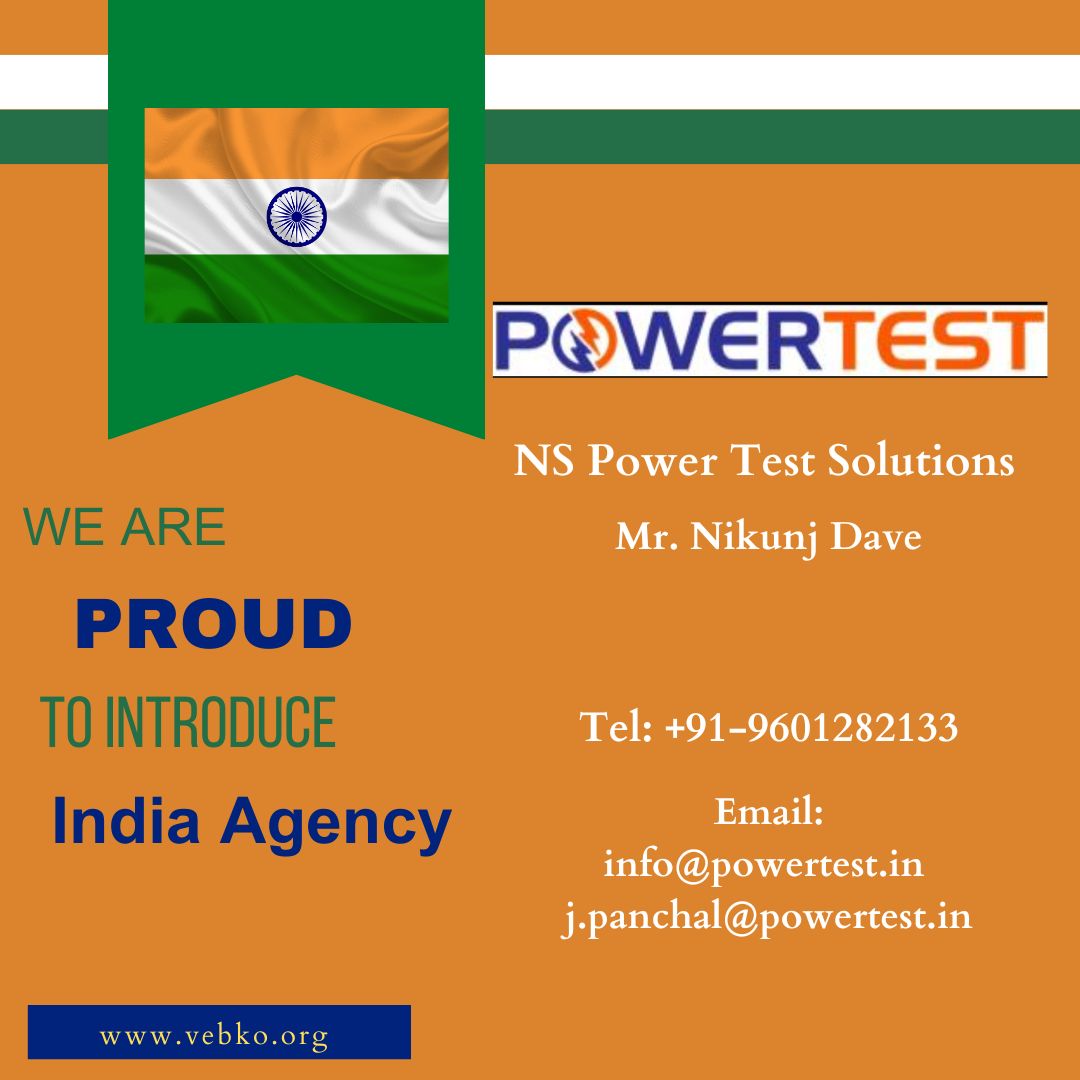 POWERTEST
NS Power Test Solutions
Mr. Nikunj Dave
WE ARE
PROUD
TO INTRODUCE
India Agency
Tel: +91-9601282133
Email:
info@powertest.in
j.panchal@powertest.in
www.vebko.org